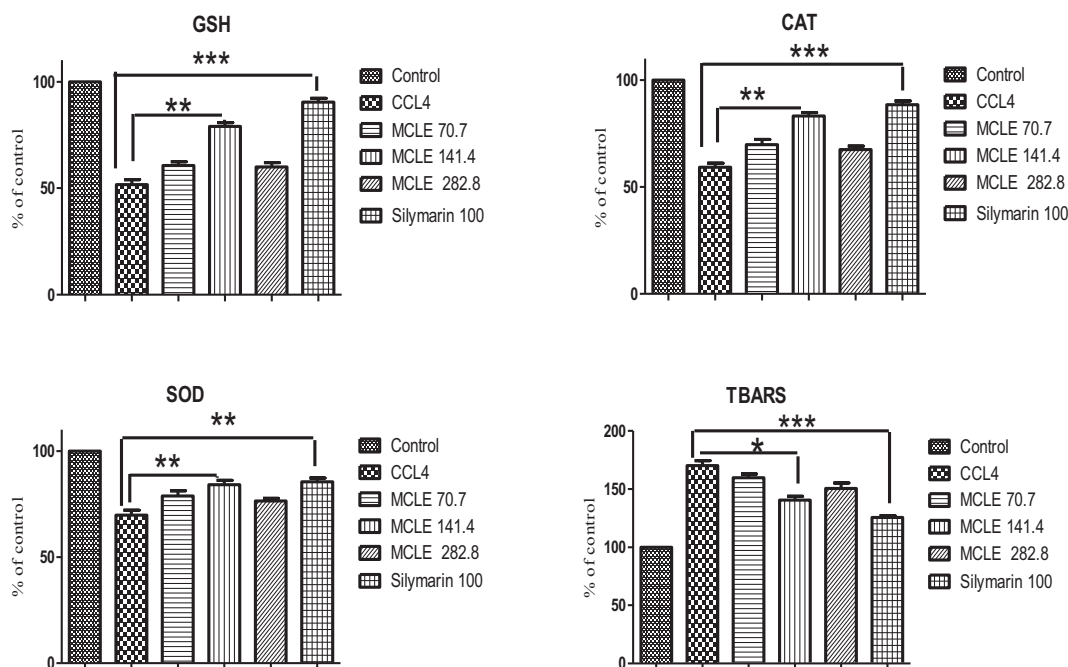 GSH
***
**
100
50
0
% of control
Control
CCL4
MCLE 70.7
MCLE 141.4
MCLE 282.8
Silymarin 100
CAT
***
**
100
50
0
% of control
Control
CCL4
MCLE 70.7
MCLE 141.4
MCLE 282.8
Silymarin 100
SOD
**
**
100
50
0
% of control
Control
CCL4
MCLE 70.7
MCLE 141.4
MCLE 282.8
Silymarin 100
TBARS
***
*
200
150
100
50
0
% of control
Control
CCL4
MCLE 70.7
MCLE 141.4
MCLE 282.8
Silymarin 100